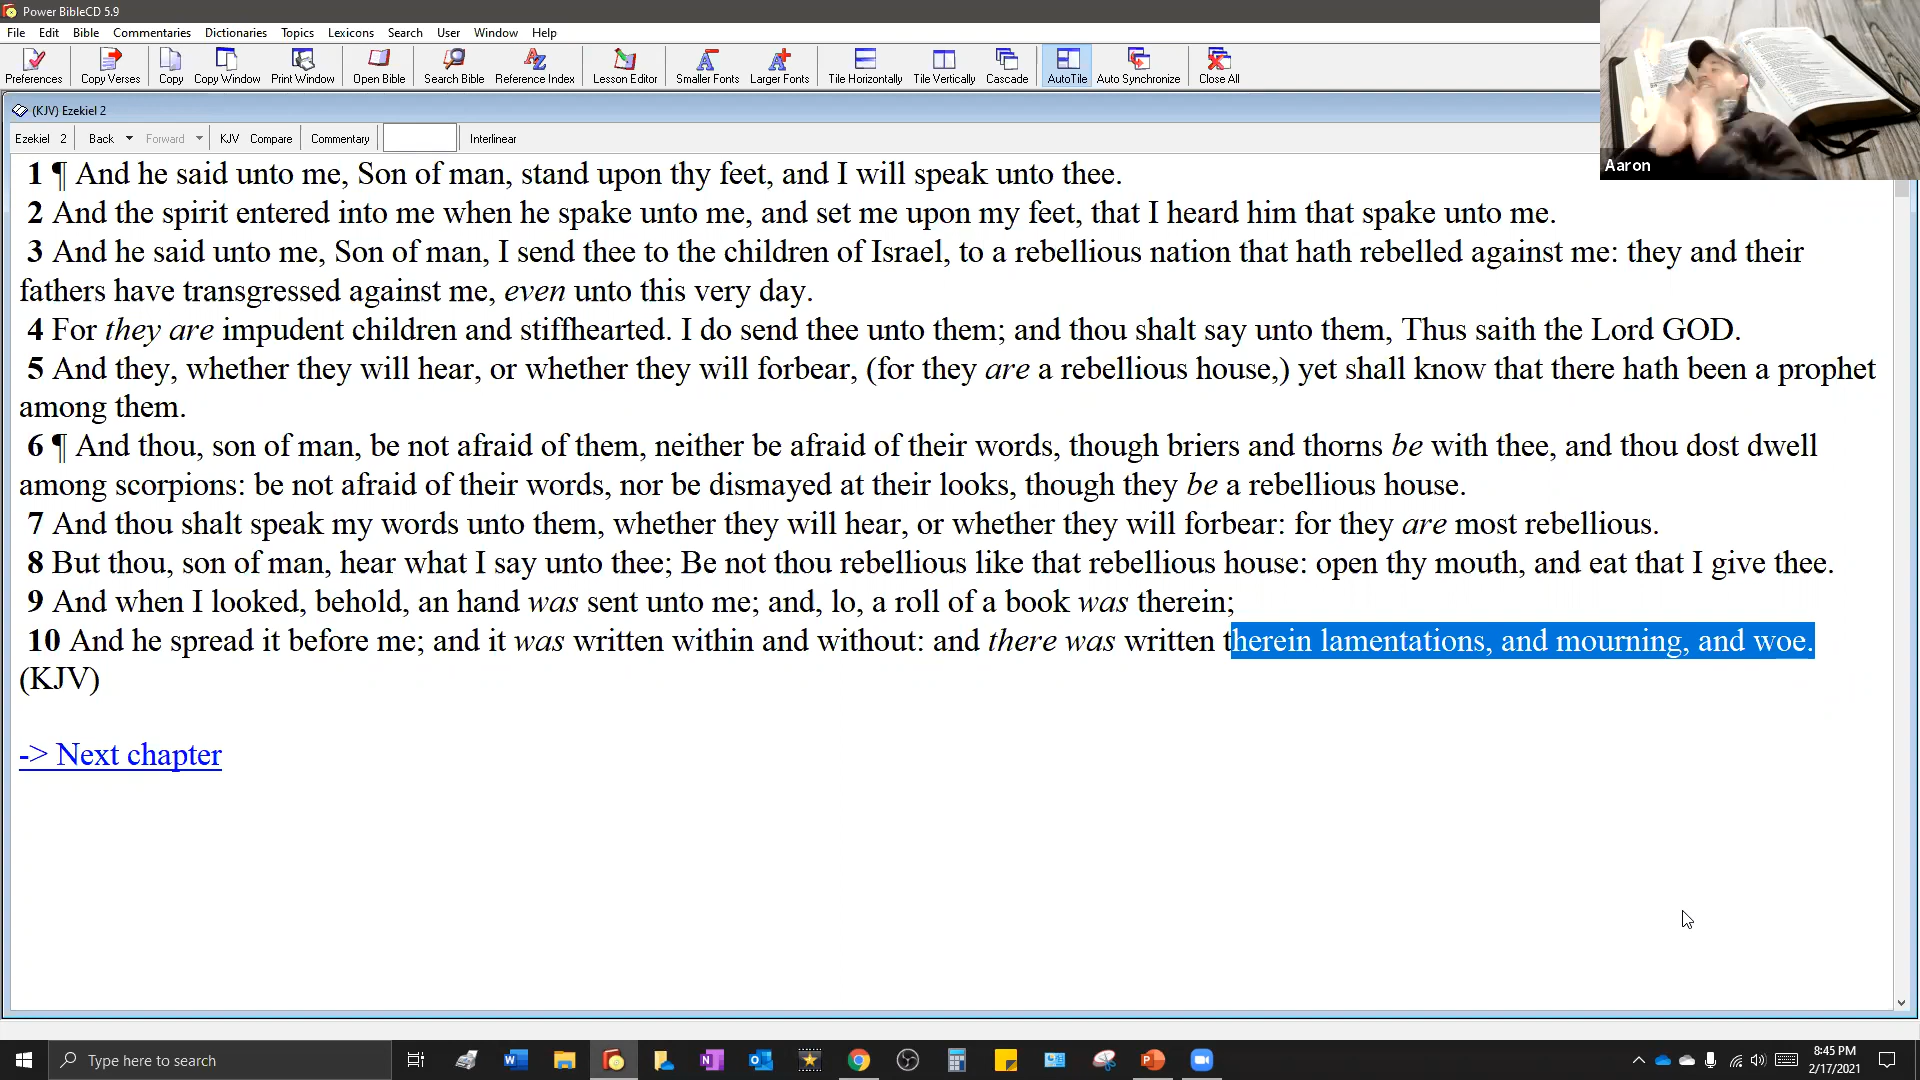 Power BibleCD 5.9
File Edit Bible Commentaries Dictionaries Topics Lexicons Search User Window Help
Preferences Copy Verses Copy Copy Window Print Window Open Bible Search Bible Reference Index Lesson Editor Smaller Fonts Larger Fonts Tile Horizontally Tile Vertically Cascade AutoTile Auto Synchronize Close All
(KJV) Ezekiel 2
Ezekiel 2 Back Forward KJV Compare Commentary Interlinear
Aaron
1 ¶ And he said unto me, Son of man, stand upon thy feet, and I will speak unto thee.
2 And the spirit entered into me when he spake unto me, and set me upon my feet, that I heard him that spake unto me.
3 And he said unto me, Son of man, I send thee to the children of Israel, to a rebellious nation that hath rebelled against me: they and their
fathers have transgressed against me, even unto this very day.
4 For they are impudent children and stiffhearted. I do send thee unto them; and thou shalt say unto them, Thus saith the Lord GOD.
5 And they, whether they will hear, or whether they will forbear, (for they are a rebellious house,) yet shall know that there hath been a prophet
among them.
6 ¶ And thou, son of man, be not afraid of them, neither be afraid of their words, though briers and thorns be with thee, and thou dost dwell
among scorpions: be not afraid of their words, nor be dismayed at their looks, though they be a rebellious house.
7 And thou shalt speak my words unto them, whether they will hear, or whether they will forbear: for they are most rebellious.
8 But thou, son of man, hear what I say unto thee; Be not thou rebellious like that rebellious house: open thy mouth, and eat that I give thee.
9 And when I looked, behold, an hand was sent unto me; and, lo, a roll of a book was therein;
10 And he spread it before me; and it was written within and without: and there was written therein lamentations, and mourning, and woe.
(KJV)
-> Next chapter
Type here to search
8:45 PM
2/17/2021